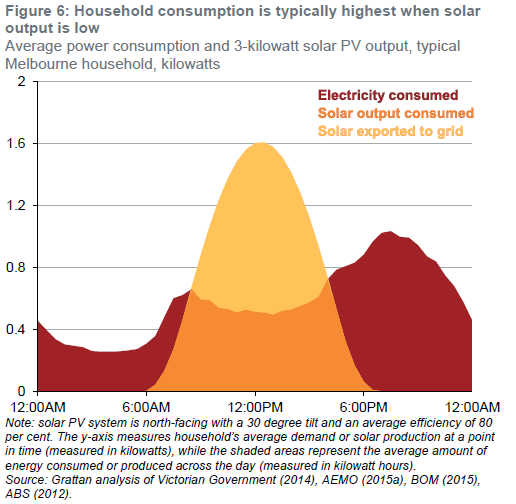 Figure 6: Household consumption is typically highest when solar
output is low
Average power consumption and 3-kilowatt solar PV output, typical
Melbourne household, kilowatts
2
Electricity consumed
Solar output consumed
Solar exported to grid
1.6
1.2
0.8
0.4
0
12:00AM 6:00AM 12:00PM 6:00PM 12:00AM
Note: solar PV system is north-facing with a 30 degree tilt and an average efficiency of 80
per cent. The y-axis measures household's average demand or solar production at a point
in time (measured in kilowatts), while the shaded areas represent the average amount of
energy consumed or produced across the day (measured in kilowatt hours).
Source: Grattan analysis of Victorian Government (2014), AEMO (2015a), BOM (2015),
ABS (2012).